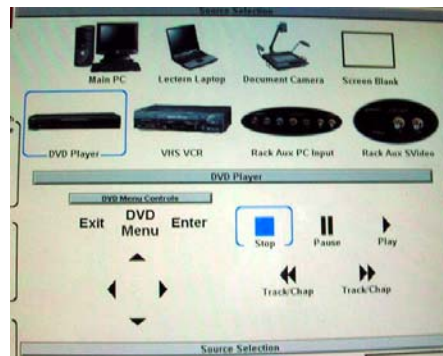 Source Selection
Main PC Lectern Laptop Document Camera Screen Blank
DVD Player VHS VCR Rack Aux PC Input Rack Aux SVideo
DVD Player
DVD Menu Controls
Exit DVD Menu Enter
Stop Pause Play
Track/Chap Track/Chap
Source Selection